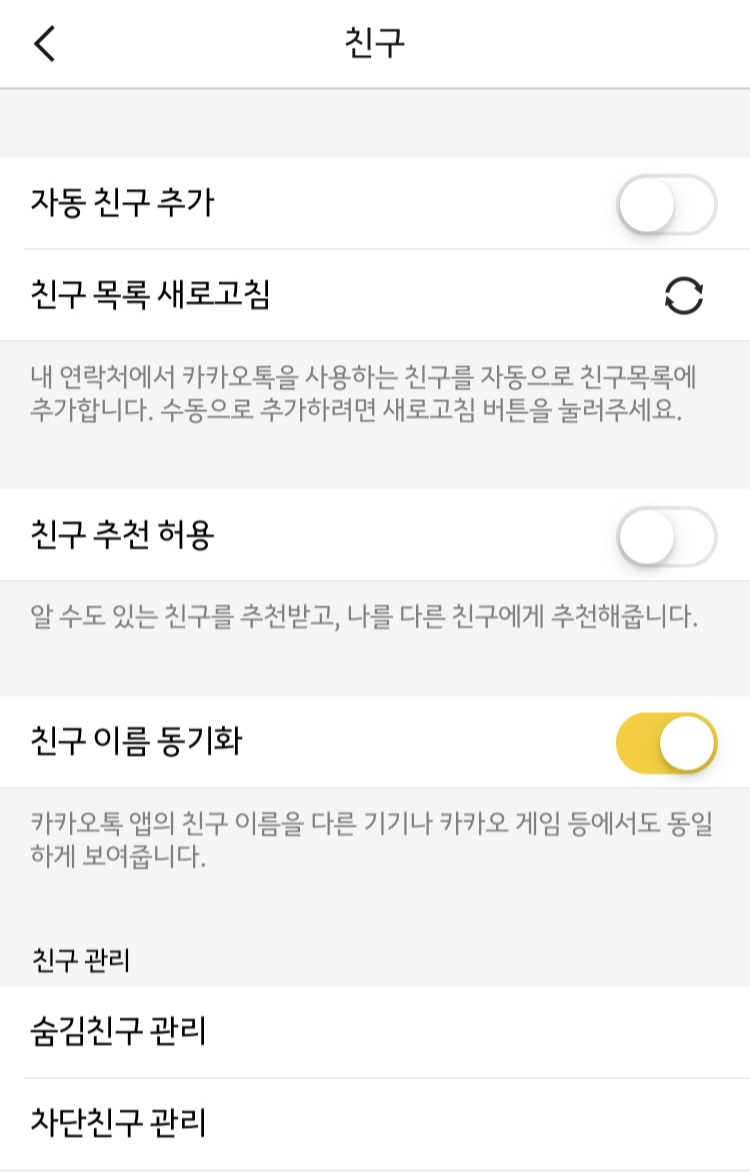 친구
자동 친구 추가
친구 목록 새로고침
내 연락처에서 카카오톡을 사용하는 친구를 자동으로 친구목록에
추가합니다. 수동으로 추가하려면 새로고침 버튼을 눌러주세요.
친구 추천 허용
알 수도 있는 친구를 추천받고, 나를 다른 친구에게 추천해줍니다.
친구 이름 동기화
카카오톡 앱의 친구 이름을 다른 기기나 카카오 게임 등에서도 동일
하게 보여줍니다.
친구 관리
숨김친구 관리
차단친구 관리